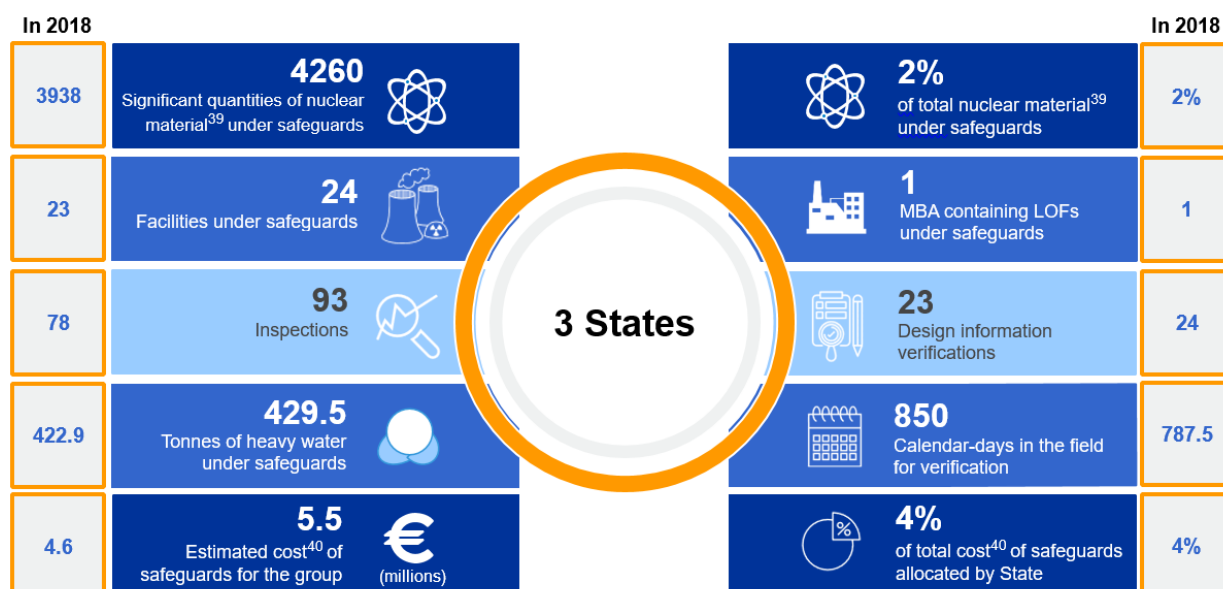 In 2018
In 2018
3938
4260
Significant quantities of nuclear
material39 under safeguards
2%
of total nuclear material39
under safeguards
2%
23
24
Facilities under safeguards
1
MBA containing LOFs
under safeguards
1
78
93
Inspections
3 States
23
Design information
verifications
24
422.9
429.5
Tonnes of heavy water
under safeguards
850
Calendar-days in the field
for verification
787.5
4.6
5.5
Estimated cost40 of
safeguards for the group
€
(millions)
%
4%
of total cost40 of safeguards
allocated by State
4%